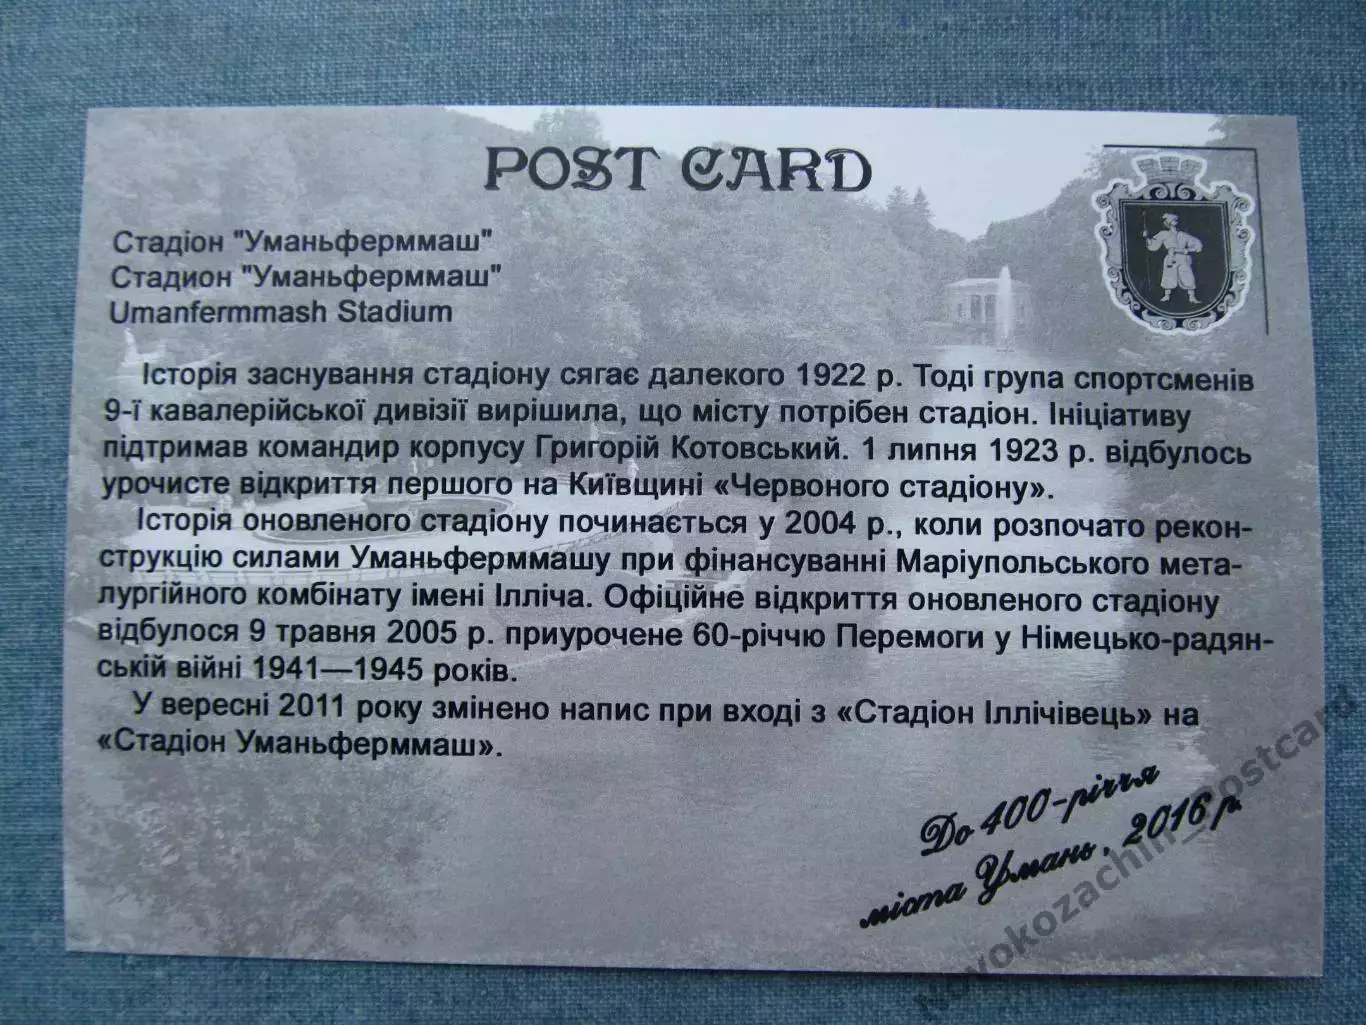 POST CARD
Стадіон "Уманьферммаш"
Стадион "Уманьферммаш"
Umanfermmash Stadium
Історія заснування стадіону сягає далекого 1922 р. Тоді група спортсменів
9-ї кавалерійської дивізії вирішила, що місту потрібен стадіон. Ініціативу
підтримав командир корпусу Григорій Котовський. 1 липня 1923 р. відбулось
урочисте відкриття першого на Київщині «Червоного стадіону».
Історія оновленого стадіону починається у 2004 р., коли розпочато рекон-
струкцію силами Уманьферммашу при фінансуванні Маріупольського мета-
лургійного комбінату імені Ілліча. Офіційне відкриття оновленого стадіону
відбулося 9 травня 2005 р. приурочене 60-річчю Перемоги у Німецько-радян-
ській війні 1941—1945 років.
У вересні 2011 року змінено напис при вході з «Стадіон Іллічівець» на
«Стадіон Уманьферммаш».
До 400-річчя
міста Умань, 2016 р.
novokozachin_postcard